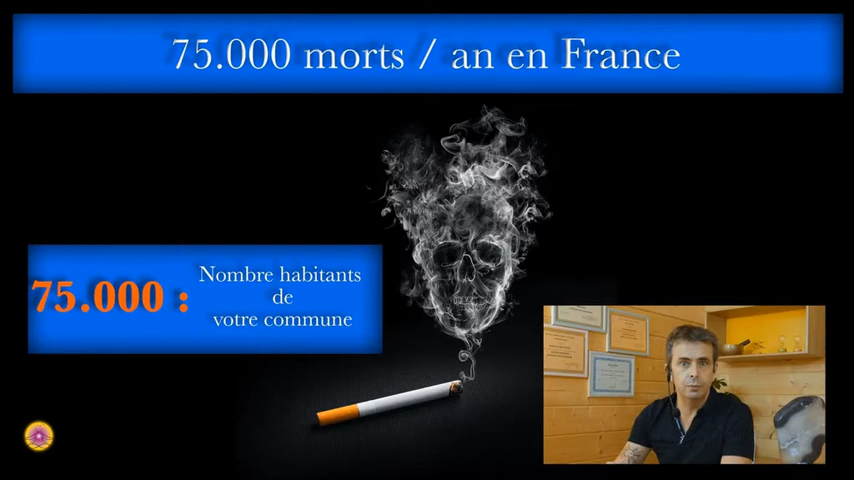 75.000 morts / an en France
75.000 :
Nombre habitants
de
votre commune